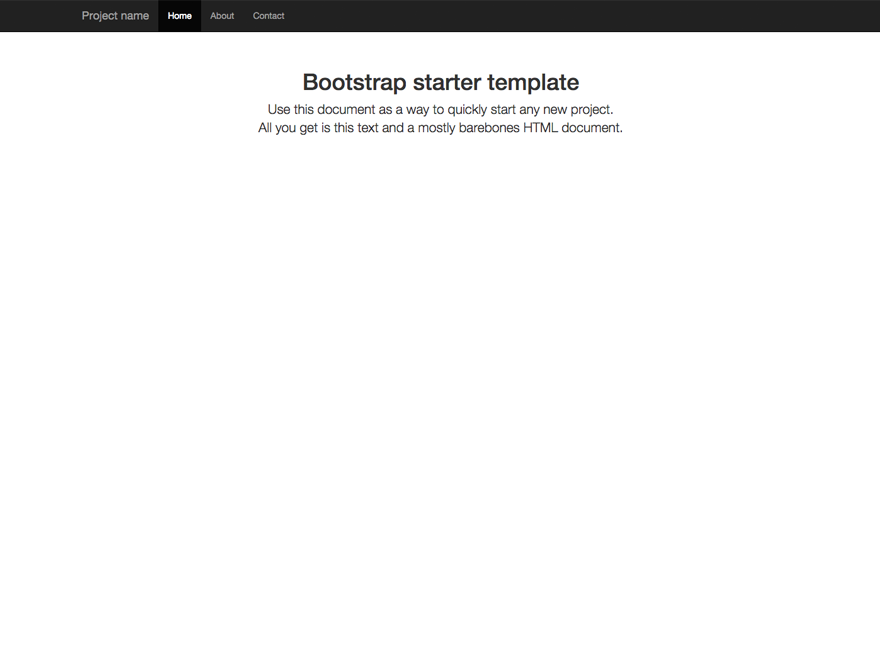 Project name Home About Contact
Bootstrap starter template
Use this document as a way to quickly start any new project.
All you get is this text and a mostly barebones HTML document.